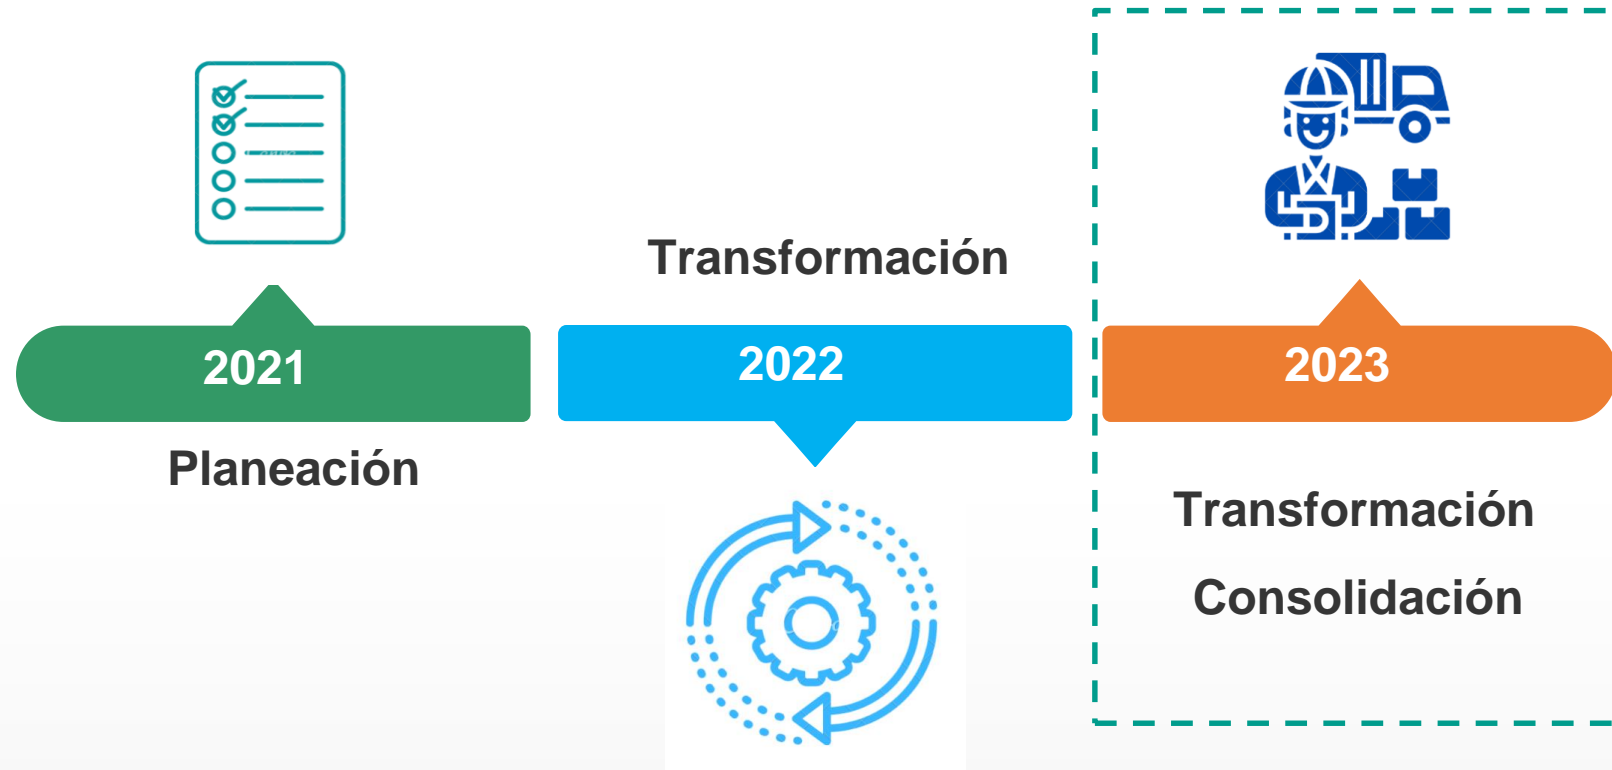 2021
Planeación
Transformación
2022
2023
Transformación
Consolidación